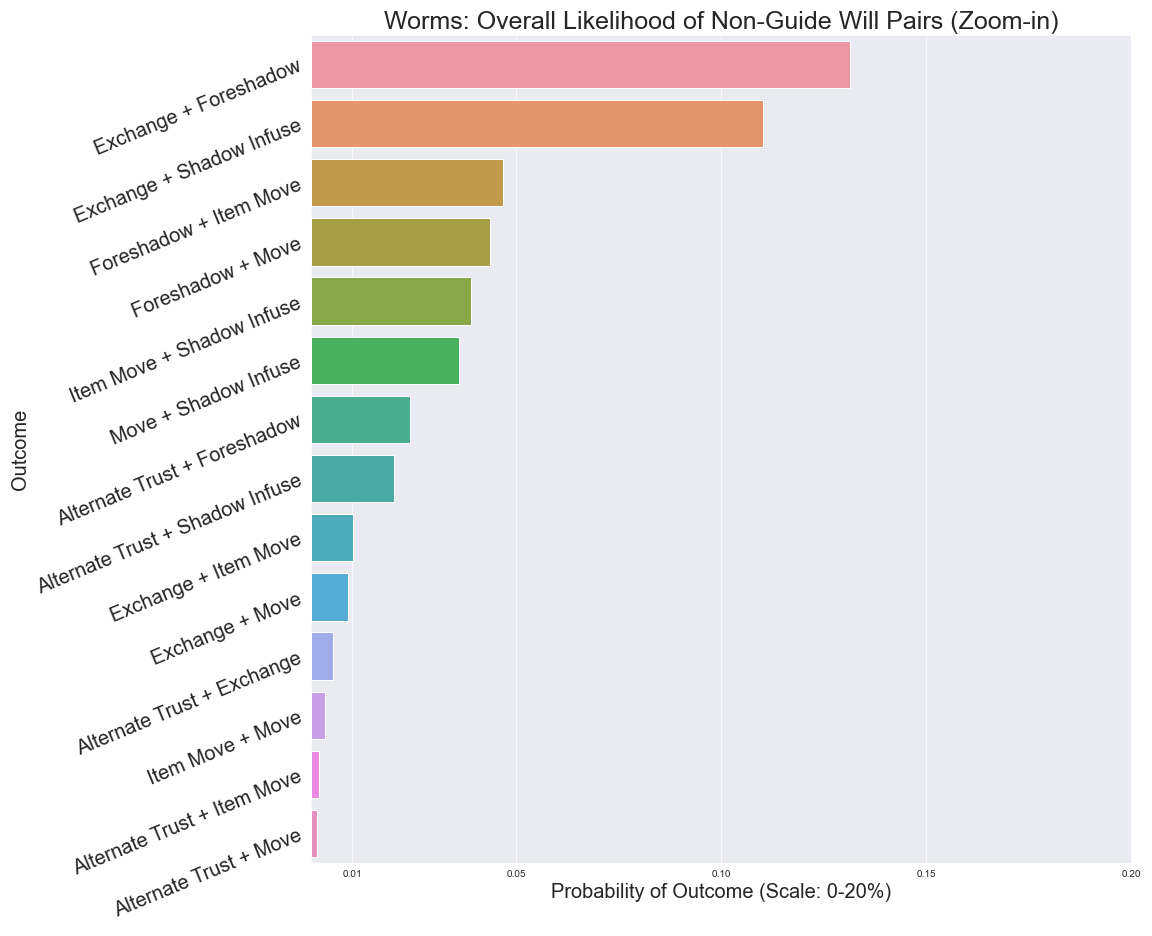 Worms: Overall Likelihood of Non-Guide Will Pairs (Zoom-in)
Exchange + Foreshadow
Exchange + Shadow Infuse
Foreshadow + Item Move
Foreshadow + Move
Item Move + Shadow Infuse
Move + Shadow Infuse
Alternate Trust + Foreshadow
Alternate Trust + Shadow Infuse
Exchange + Item Move
Exchange + Move
Alternate Trust + Exchange
Item Move + Move
Alternate Trust + Item Move
Alternate Trust + Move
Outcome
0.01 0.05 0.10 0.15 0.20
Probability of Outcome (Scale: 0-20%)